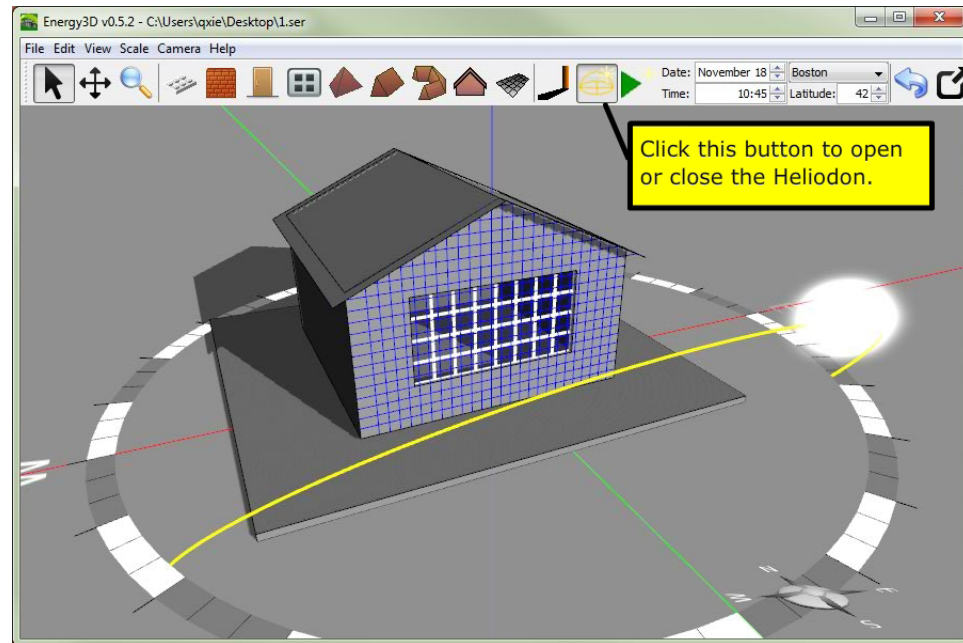 Energy3D v0.5.2 - C:\Users\qxie\Desktop\1.ser
File Edit View Scale Camera Help
Date: November 18 Boston
Time: 10:45 Latitude: 42
Click this button to open
or close the Heliodon.
W
N
W E
S